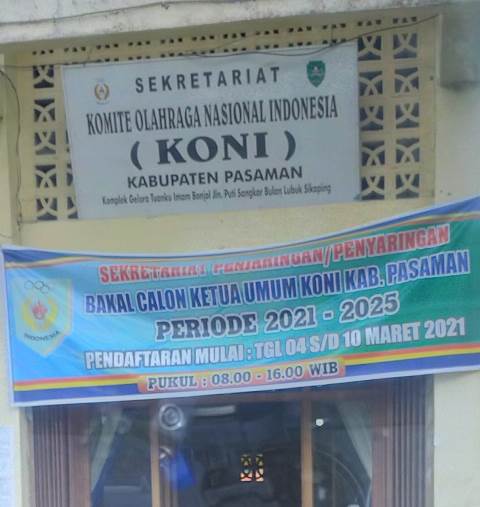 SEKRETARIAT
KOMITE OLAHRAGA NASIONAL INDONESIA
( KONI )
KABUPATEN PASAMAN
Komplek Gelora Tuanku Imam Bonjol Jln. Puti Sangkar Bulan Lubuk Sikaping
SEKRETARIAT PENJARINGAN/PENYARINGAN
BAKAL CALON KETUA UMUM KONI KAB. PASAMAN
PERIODE 2021 - 2025
PENDAFTARAN MULAI : TGL 04 S/D 10 MARET 2021
PUKUL : 08.00 - 16.00 WIB
INDONESIA